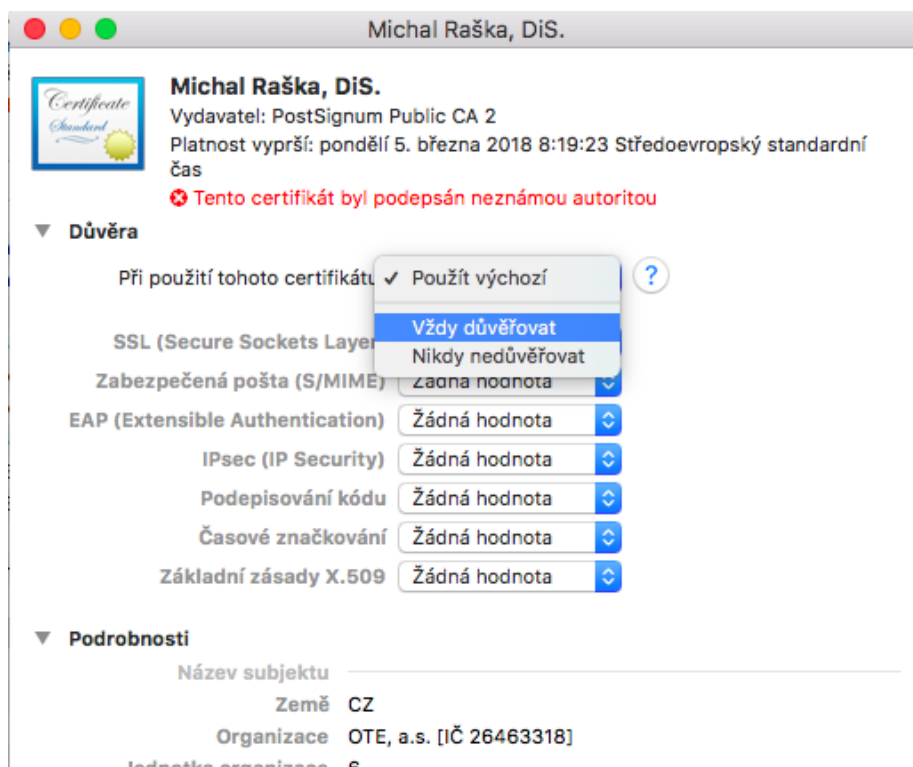 Michal Raška, DiS.
Certificate
Standard
Michal Raška, DiS.
Vydavatel: PostSignum Public CA 2
Platnost vyprší: pondělí 5. března 2018 8:19:23 Středoevropský standardní
čas
Tento certifikát byl podepsán neznámou autoritou
Důvěra
Při použití tohoto certifikátu ✓ Použít výchozí ?
Vždy důvěřovat
Nikdy nedůvěřovat
SSL (Secure Sockets Layer
Zabezpečená pošta (S/MIME) Žádná hodnota
EAP (Extensible Authentication) Žádná hodnota
IPsec (IP Security) Žádná hodnota
Podepisování kódu Žádná hodnota
Časové značkování Žádná hodnota
Základní zásady X.509 Žádná hodnota
Podrobnosti
Název subjektu
Země CZ
Organizace OTE, a.s. [IČ 26463318]
Jednotka organizace 6